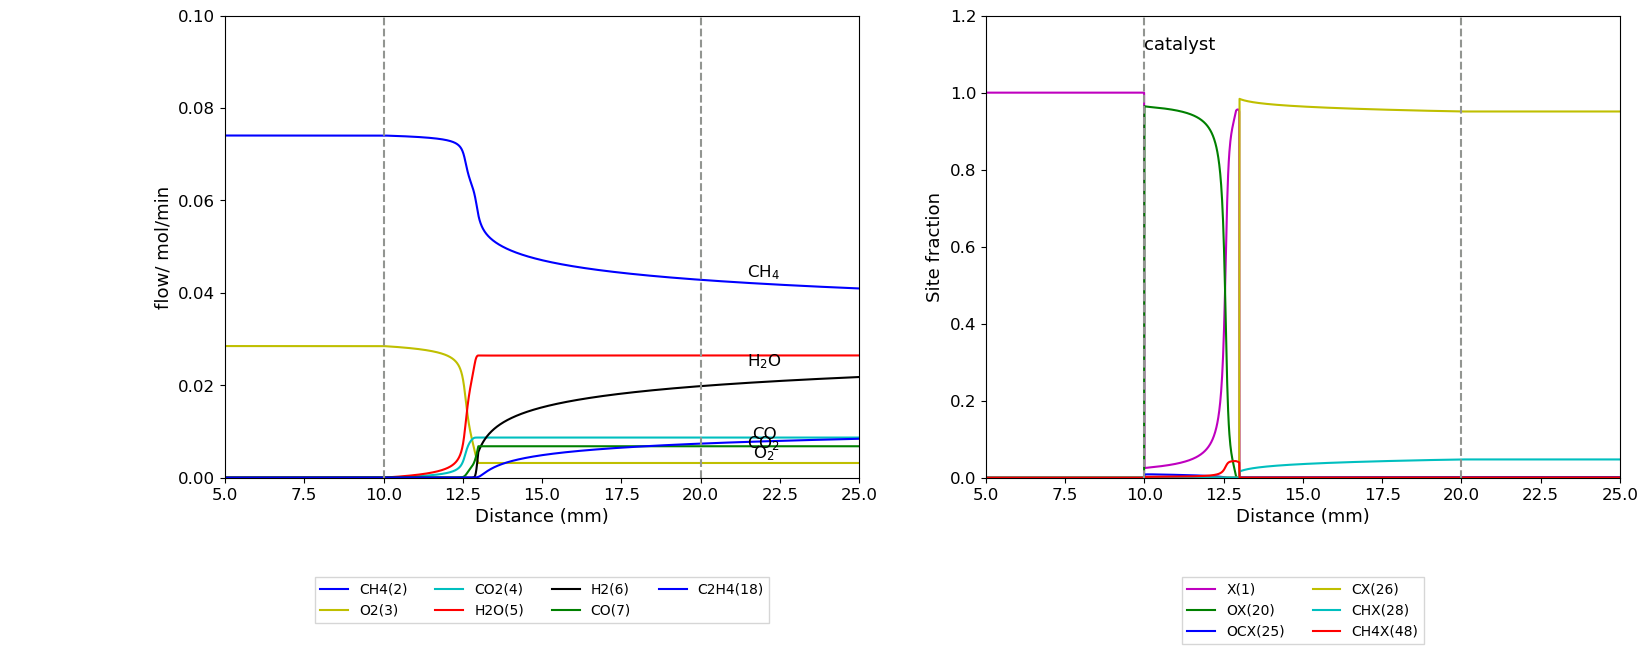 0.10
0.08
0.06
0.04
0.02
0.00
flow/ mol/min
CH4
H2O
CO
CO2
O2
5.0 7.5 10.0 12.5 15.0 17.5 20.0 22.5 25.0
Distance (mm)
CH4(2) CO2(4) H2(6) C2H4(18)
O2(3) H2O(5) CO(7)
1.2
1.0
0.8
0.6
0.4
0.2
0.0
Site fraction
catalyst
5.0 7.5 10.0 12.5 15.0 17.5 20.0 22.5 25.0
Distance (mm)
X(1) CX(26)
OX(20) CHX(28)
OCX(25) CH4X(48)